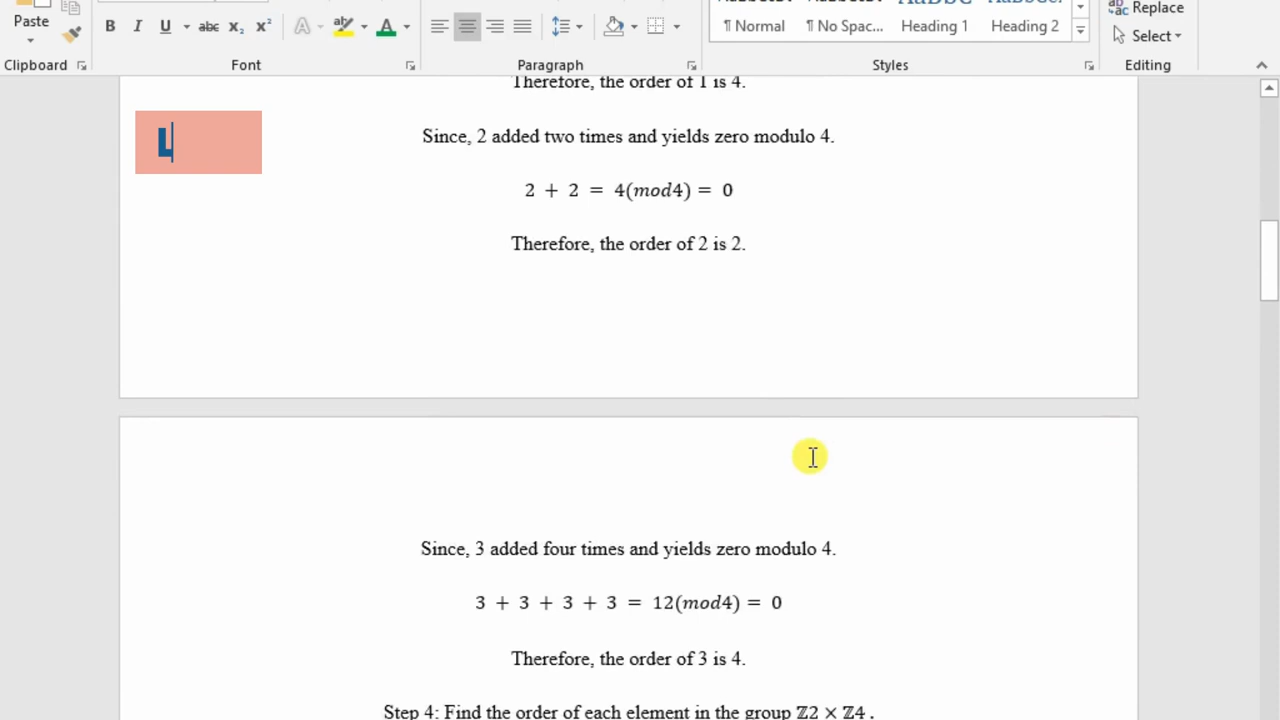 Paste
B I U abc X₂ X² A ab A
Clipboard Font Paragraph Styles Editing
¶ Normal ¶ No Spac... Heading 1 Heading 2
Replace
Select
Therefore, the order of 1 is 4.
L
Since, 2 added two times and yields zero modulo 4.
2 + 2 = 4(mod4) = 0
Therefore, the order of 2 is 2.
Since, 3 added four times and yields zero modulo 4.
3 + 3 + 3 + 3 = 12(mod4) = 0
Therefore, the order of 3 is 4.
Step 4: Find the order of each element in the group ℤ2 × ℤ4 .